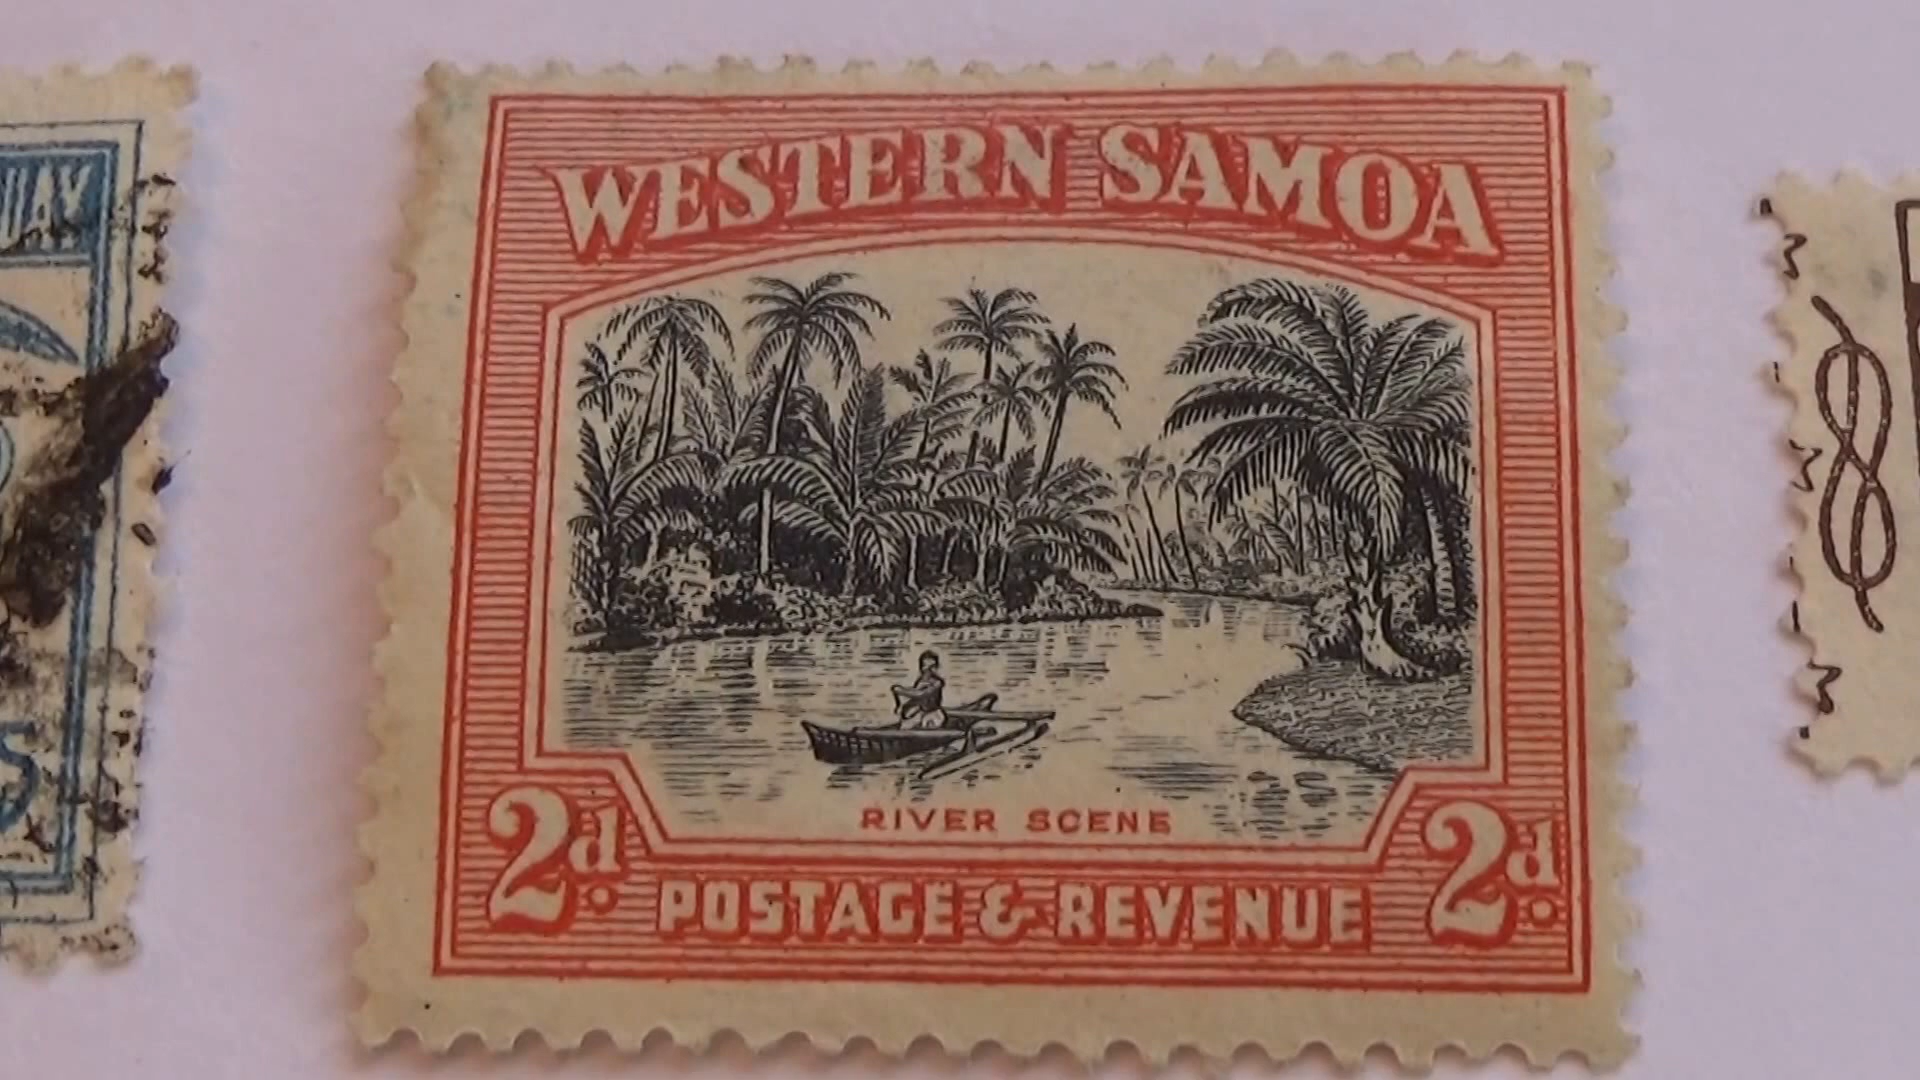 WESTERN SAMOA
RIVER SCENE
2d. 2d.
POSTAGE & REVENUE